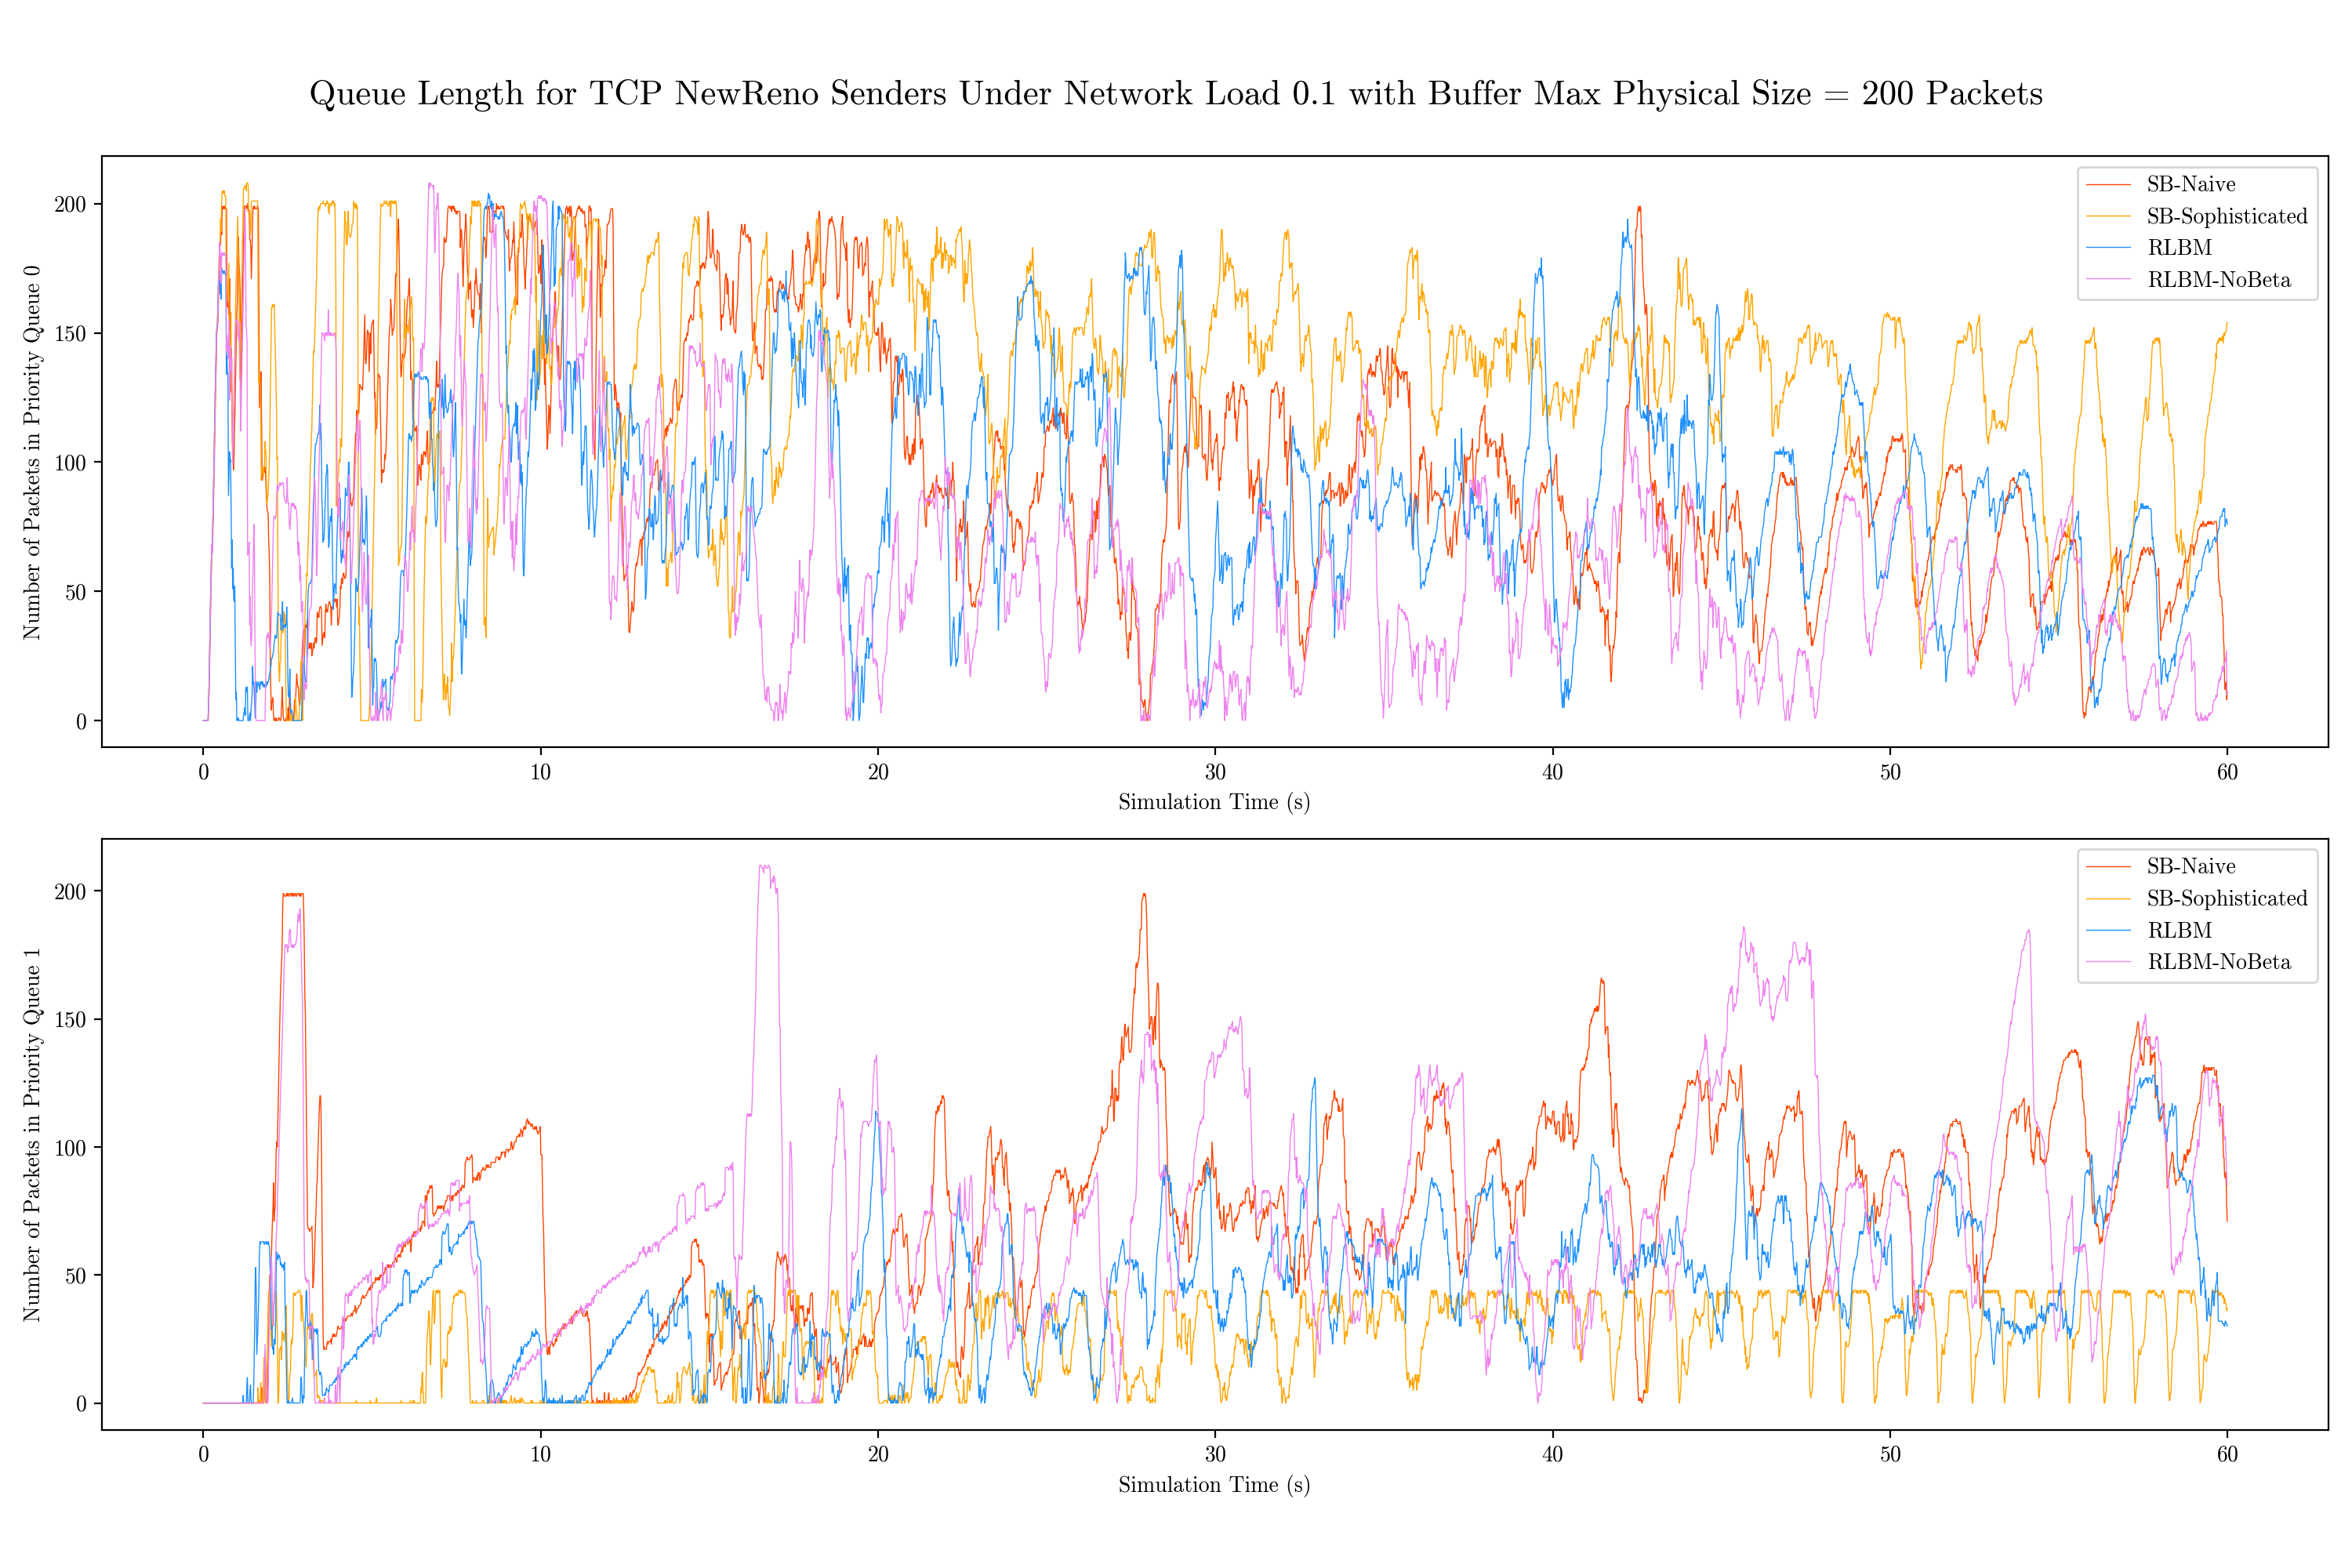 Queue Length for TCP NewReno Senders Under Network Load 0.1 with Buffer Max Physical Size = 200 Packets
Number of Packets in Priority Queue 0
200
150
100
50
0
SB-Naive
SB-Sophisticated
RLBM
RLBM-NoBeta
0 10 20 30 40 50 60
Simulation Time (s)
Number of Packets in Priority Queue 1
200
150
100
50
0
SB-Naive
SB-Sophisticated
RLBM
RLBM-NoBeta
0 10 20 30 40 50 60
Simulation Time (s)